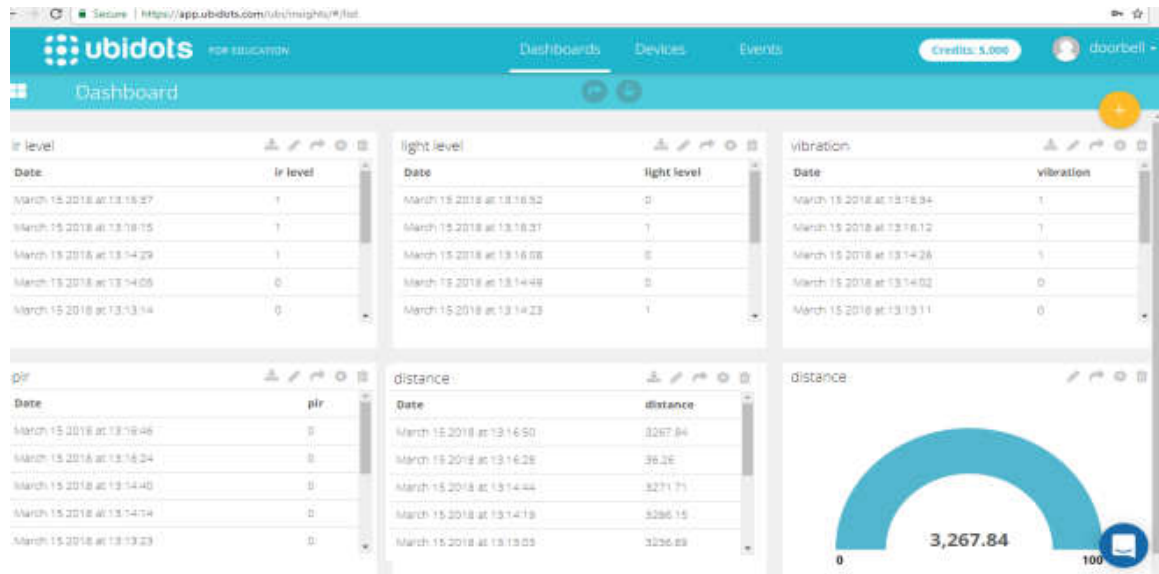 Secure | https://app.ubidots.com/ubi/insights/#/list
ubidots FOR EDUCATION Dashboards Devices Events Credits: 5,000 doorbell
Dashboard
ir level
Date ir level
March 15 2018 at 13:16:37 1
March 15 2018 at 13:16:15 1
March 15 2018 at 13:14:29 1
March 15 2018 at 13:14:05 0
March 15 2018 at 13:13:14 0
light level
Date light level
March 15 2018 at 13:16:52 0
March 15 2018 at 13:16:31 1
March 15 2018 at 13:16:08 0
March 15 2018 at 13:14:48 0
March 15 2018 at 13:14:23 1
vibration
Date vibration
March 15 2018 at 13:16:34 1
March 15 2018 at 13:16:12 1
March 15 2018 at 13:14:26 1
March 15 2018 at 13:14:02 0
March 15 2018 at 13:13:11 0
pir
Date pir
March 15 2018 at 13:16:46 0
March 15 2018 at 13:16:24 0
March 15 2018 at 13:14:40 0
March 15 2018 at 13:14:14 0
March 15 2018 at 13:13:23 0
distance
Date distance
March 15 2018 at 13:16:50 3267.84
March 15 2018 at 13:16:28 36.26
March 15 2018 at 13:14:44 3271.71
March 15 2018 at 13:14:19
March 15 2018 at 13:13:03
distance
3,267.84
0 100